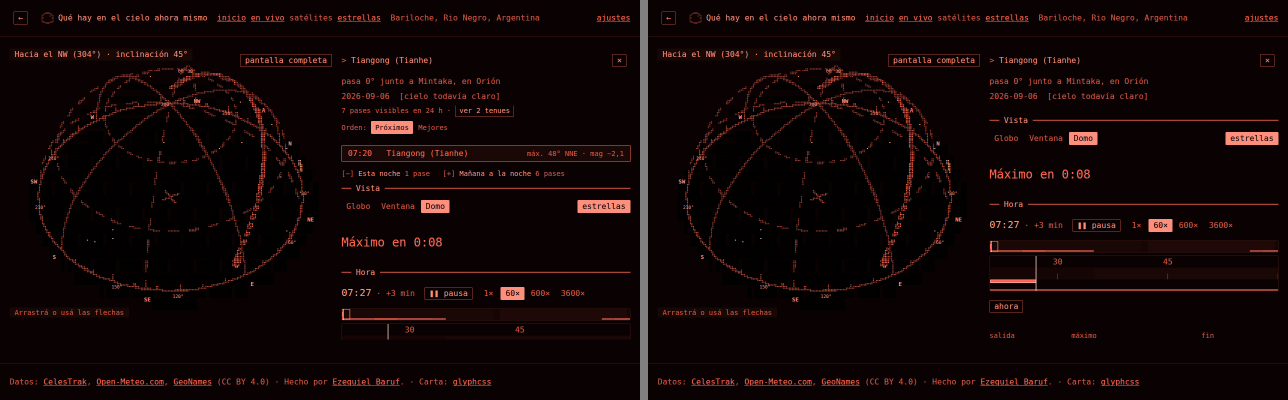 ← Qué hay en el cielo ahora mismo inicio en vivo satélites estrellas Bariloche, Rio Negro, Argentina ajustes
Hacia el NW (304°) · inclinación 45°
pantalla completa
> Tiangong (Tianhe) ×
pasa 0° junto a Mintaka, en Orión
2026-09-06 [cielo todavía claro]
7 pases visibles en 24 h · ver 2 tenues
Orden: Próximos Mejores
07:20 Tiangong (Tianhe) máx. 48° NNE · mag −2,1
[−] Esta noche 1 pase [+] Mañana a la noche 6 pases
Vista
Globo Ventana Domo estrellas
Máximo en 0:08
Hora
07:27 · +3 min ❚❚ pausa 1× 60× 600× 3600×
30 45
NW
W
N
SW
NE
S
E
SE
Arrastrá o usá las flechas
Datos: CelesTrak, Open-Meteo.com, GeoNames (CC BY 4.0) · Hecho por Ezequiel Baruf. · Carta: glyphcss
← Qué hay en el cielo ahora mismo inicio en vivo satélites estrellas Bariloche, Rio Negro, Argentina ajustes
Hacia el NW (304°) · inclinación 45°
pantalla completa
> Tiangong (Tianhe) ×
pasa 0° junto a Mintaka, en Orión
2026-09-06 [cielo todavía claro]
Vista
Globo Ventana Domo estrellas
Máximo en 0:08
Hora
07:27 · +3 min ❚❚ pausa 1× 60× 600× 3600×
30 45
ahora
salida máximo fin
NW
W
N
SW
NE
S
E
SE
Arrastrá o usá las flechas
Datos: CelesTrak, Open-Meteo.com, GeoNames (CC BY 4.0) · Hecho por Ezequiel Baruf. · Carta: glyphcss